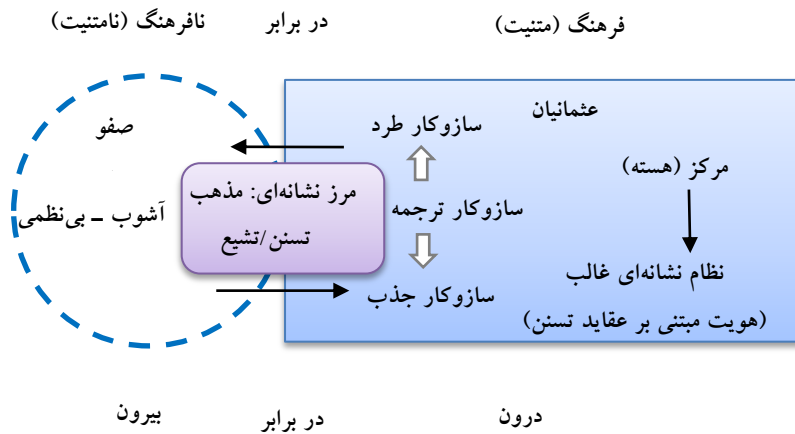 فرهنگ (متنیت) در برابر نافرهنگ (نامتنیت)
عثمانیان
سازوکار طرد
صفو
مرکز (هسته)
مرز نشانه‌ای: مذهب
تسنن/تشیع
سازوکار ترجمه
آشوب ـ بی‌نظمی
نظام نشانه‌ای غالب
(هویت مبتنی بر عقاید تسنن)
سازوکار جذب
درون در برابر بیرون